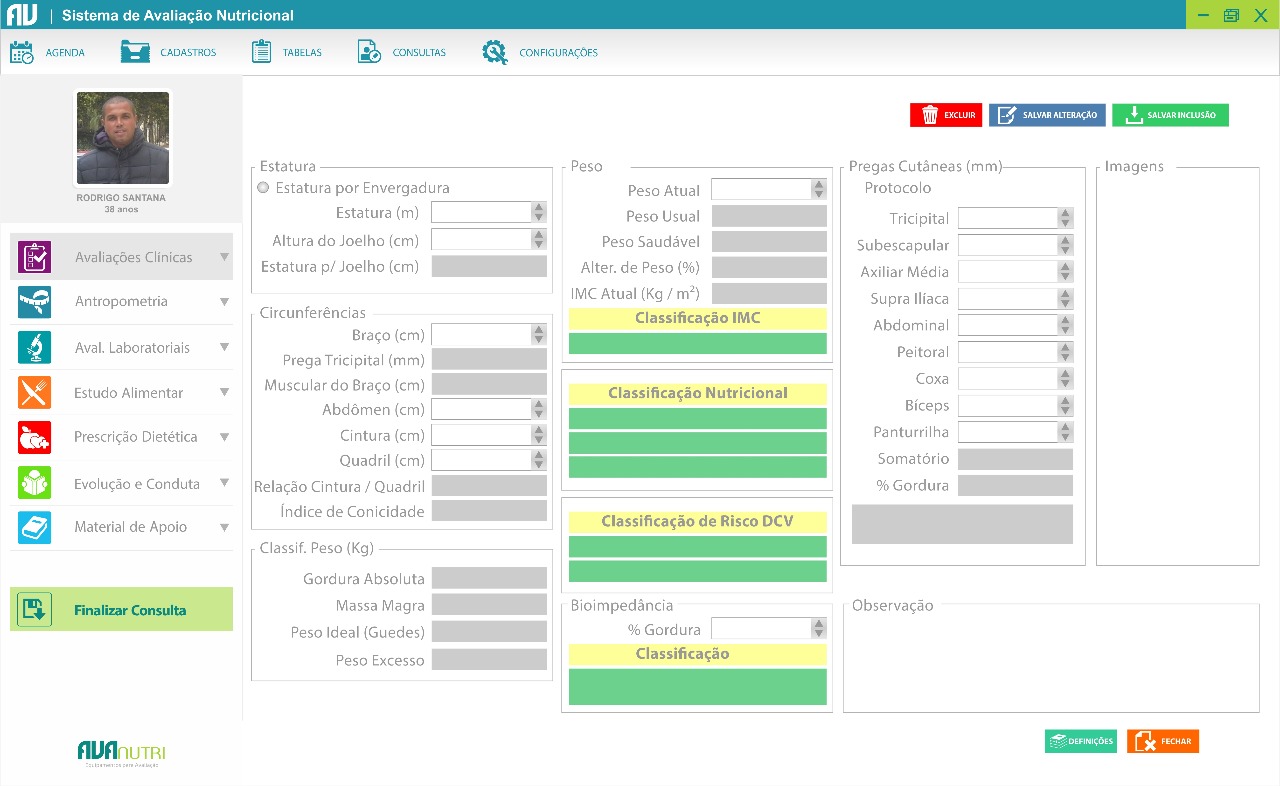 AV | Sistema de Avaliação Nutricional
AGENDA CADASTROS TABELAS CONSULTAS CONFIGURAÇÕES
RODRIGO SANTANA
38 anos
Avaliações Clínicas
Antropometria
Aval. Laboratoriais
Estudo Alimentar
Prescrição Dietética
Evolução e Conduta
Material de Apoio
Finalizar Consulta
AVANUTRI
Equipamentos para Avaliação
EXCLUIR SALVAR ALTERAÇÃO SALVAR INCLUSÃO
Estatura
Estatura por Envergadura
Estatura (m)
Altura do Joelho (cm)
Estatura p/ Joelho (cm)
Circunferências
Braço (cm)
Prega Tricipital (mm)
Muscular do Braço (cm)
Abdômen (cm)
Cintura (cm)
Quadril (cm)
Relação Cintura / Quadril
Índice de Conicidade
Classif. Peso (Kg)
Gordura Absoluta
Massa Magra
Peso Ideal (Guedes)
Peso Excesso
Peso
Peso Atual
Peso Usual
Peso Saudável
Alter. de Peso (%)
IMC Atual (Kg / m²)
Classificação IMC
Classificação Nutricional
Classificação de Risco DCV
Bioimpedância
% Gordura
Classificação
Pregas Cutâneas (mm)
Protocolo
Tricipital
Subescapular
Axiliar Média
Supra Ilíaca
Abdominal
Peitoral
Coxa
Bíceps
Panturrilha
Somatório
% Gordura
Imagens
Observação
DEFINIÇÕES FECHAR